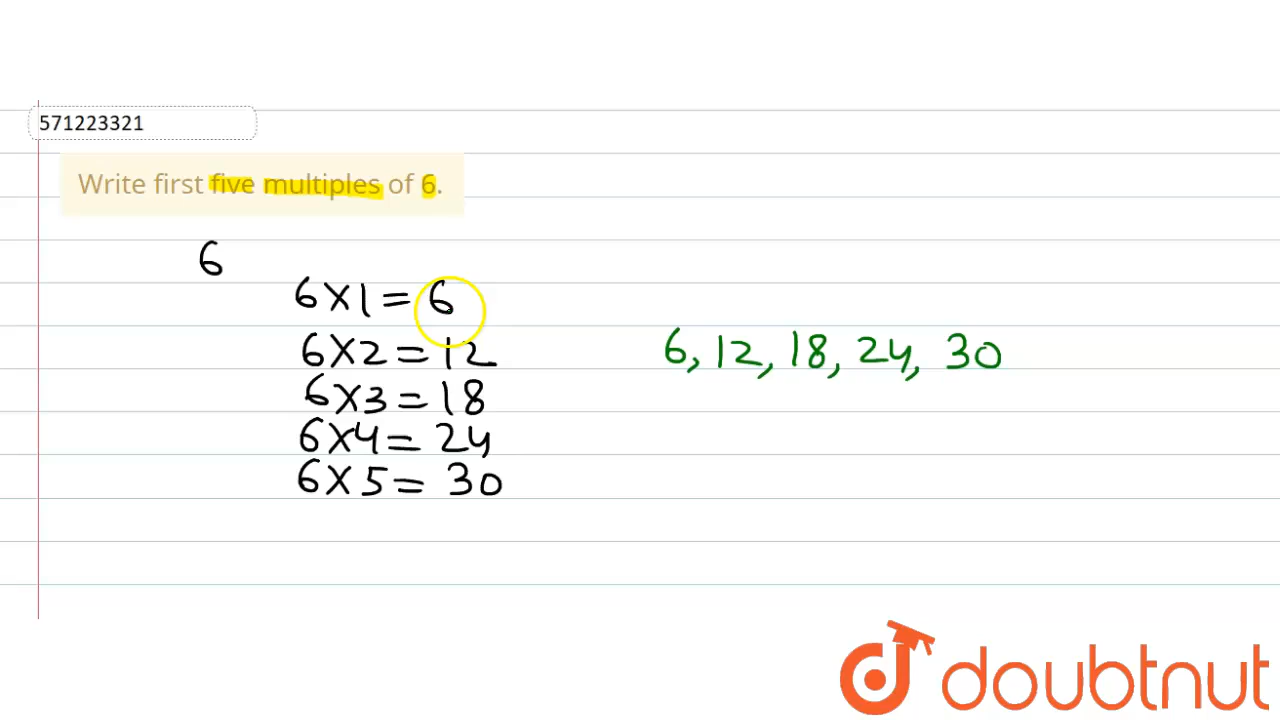 571223321
Write first five multiples of 6.
6
6X1=6
6X2=12
6, 12, 18, 24, 30
6X3=18
6X4=24
6X5=30
doubtnut